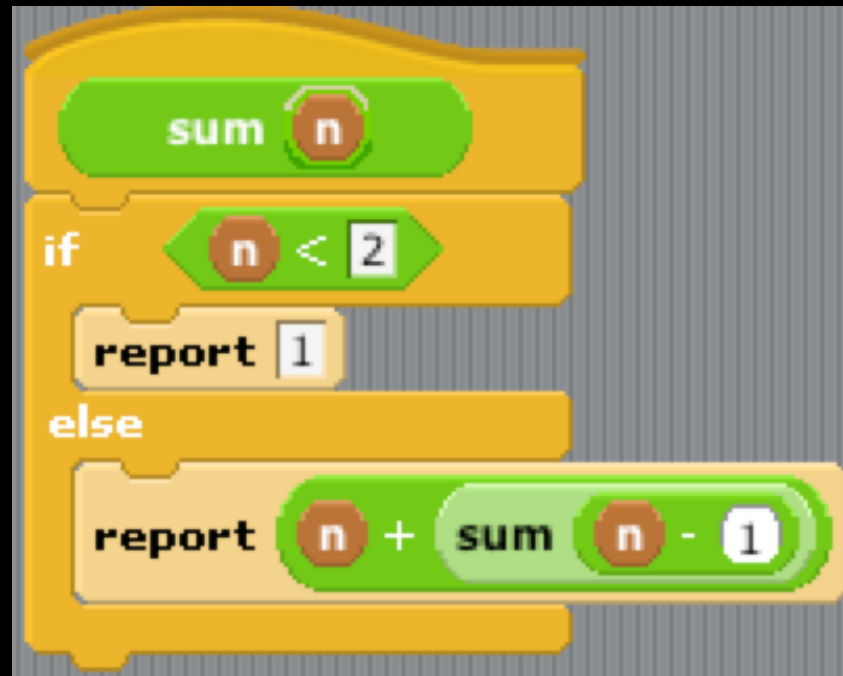 sum n
if n < 2
report 1
else
report n + sum n - 1